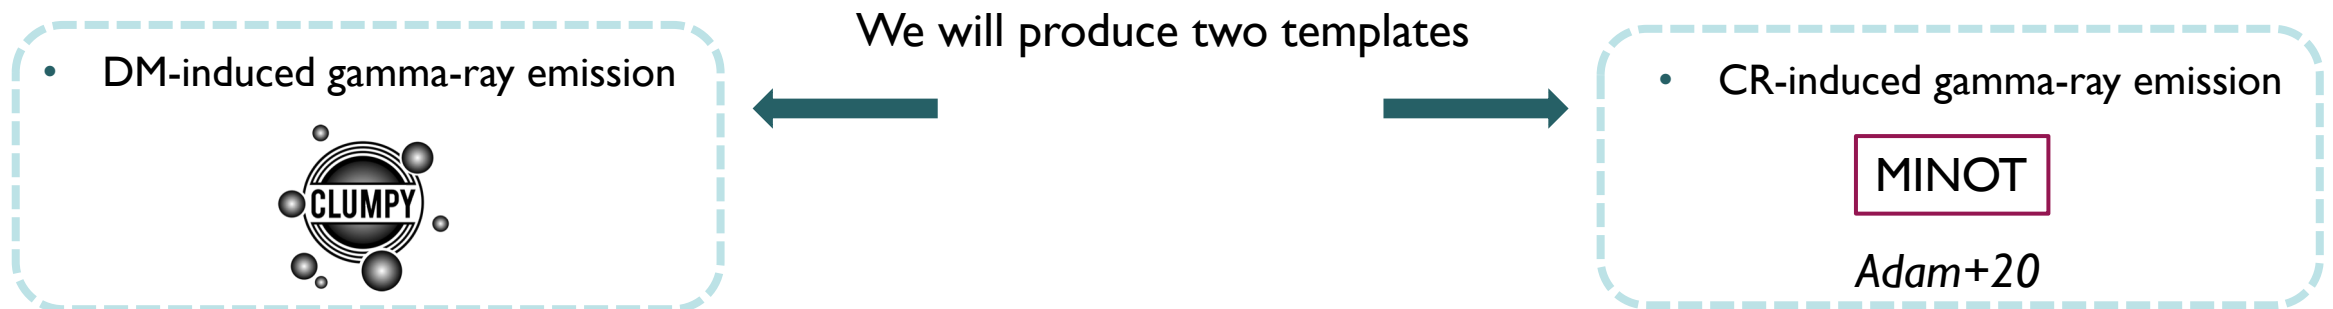 We will produce two templates
• DM-induced gamma-ray emission
CLUMPY
• CR-induced gamma-ray emission
MINOT
Adam+20